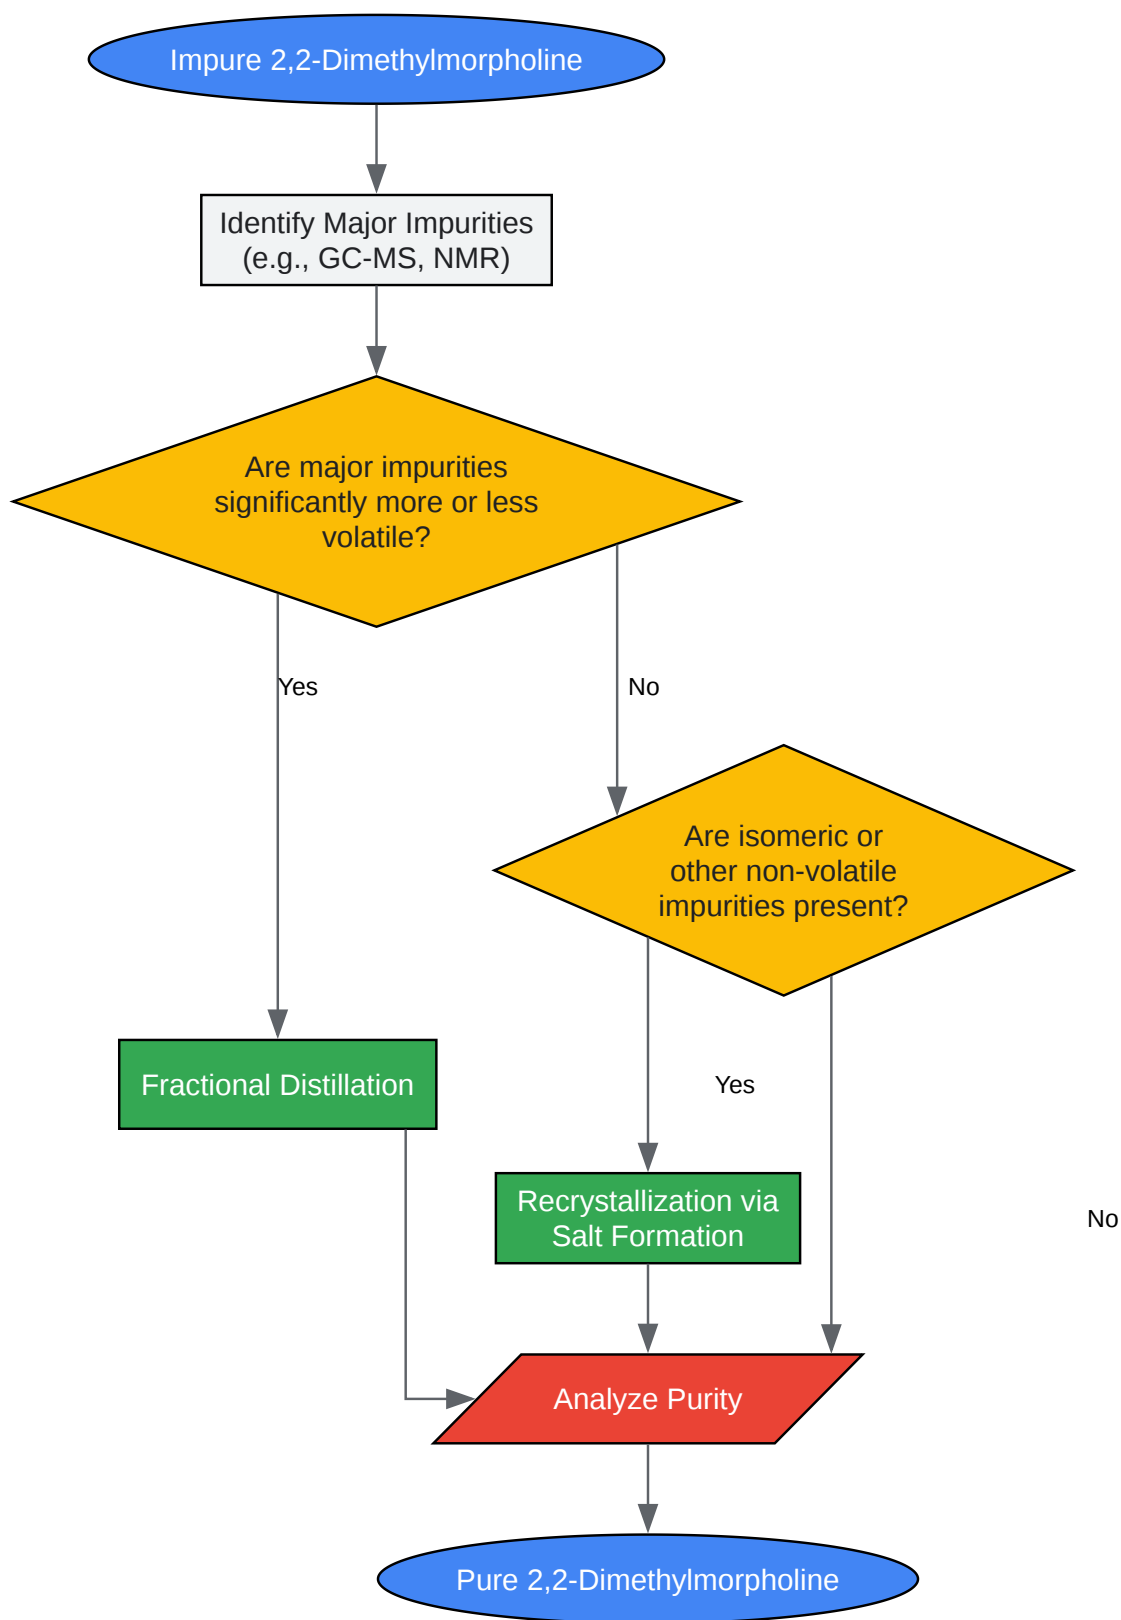 Impure 2,2-Dimethylmorpholine
Identify Major Impurities
(e.g., GC-MS, NMR)
Are major impurities
significantly more or less
volatile?
Yes
No
Are isomeric or
other non-volatile
impurities present?
Fractional Distillation
Yes
Recrystallization via
Salt Formation
No
Analyze Purity
Pure 2,2-Dimethylmorpholine